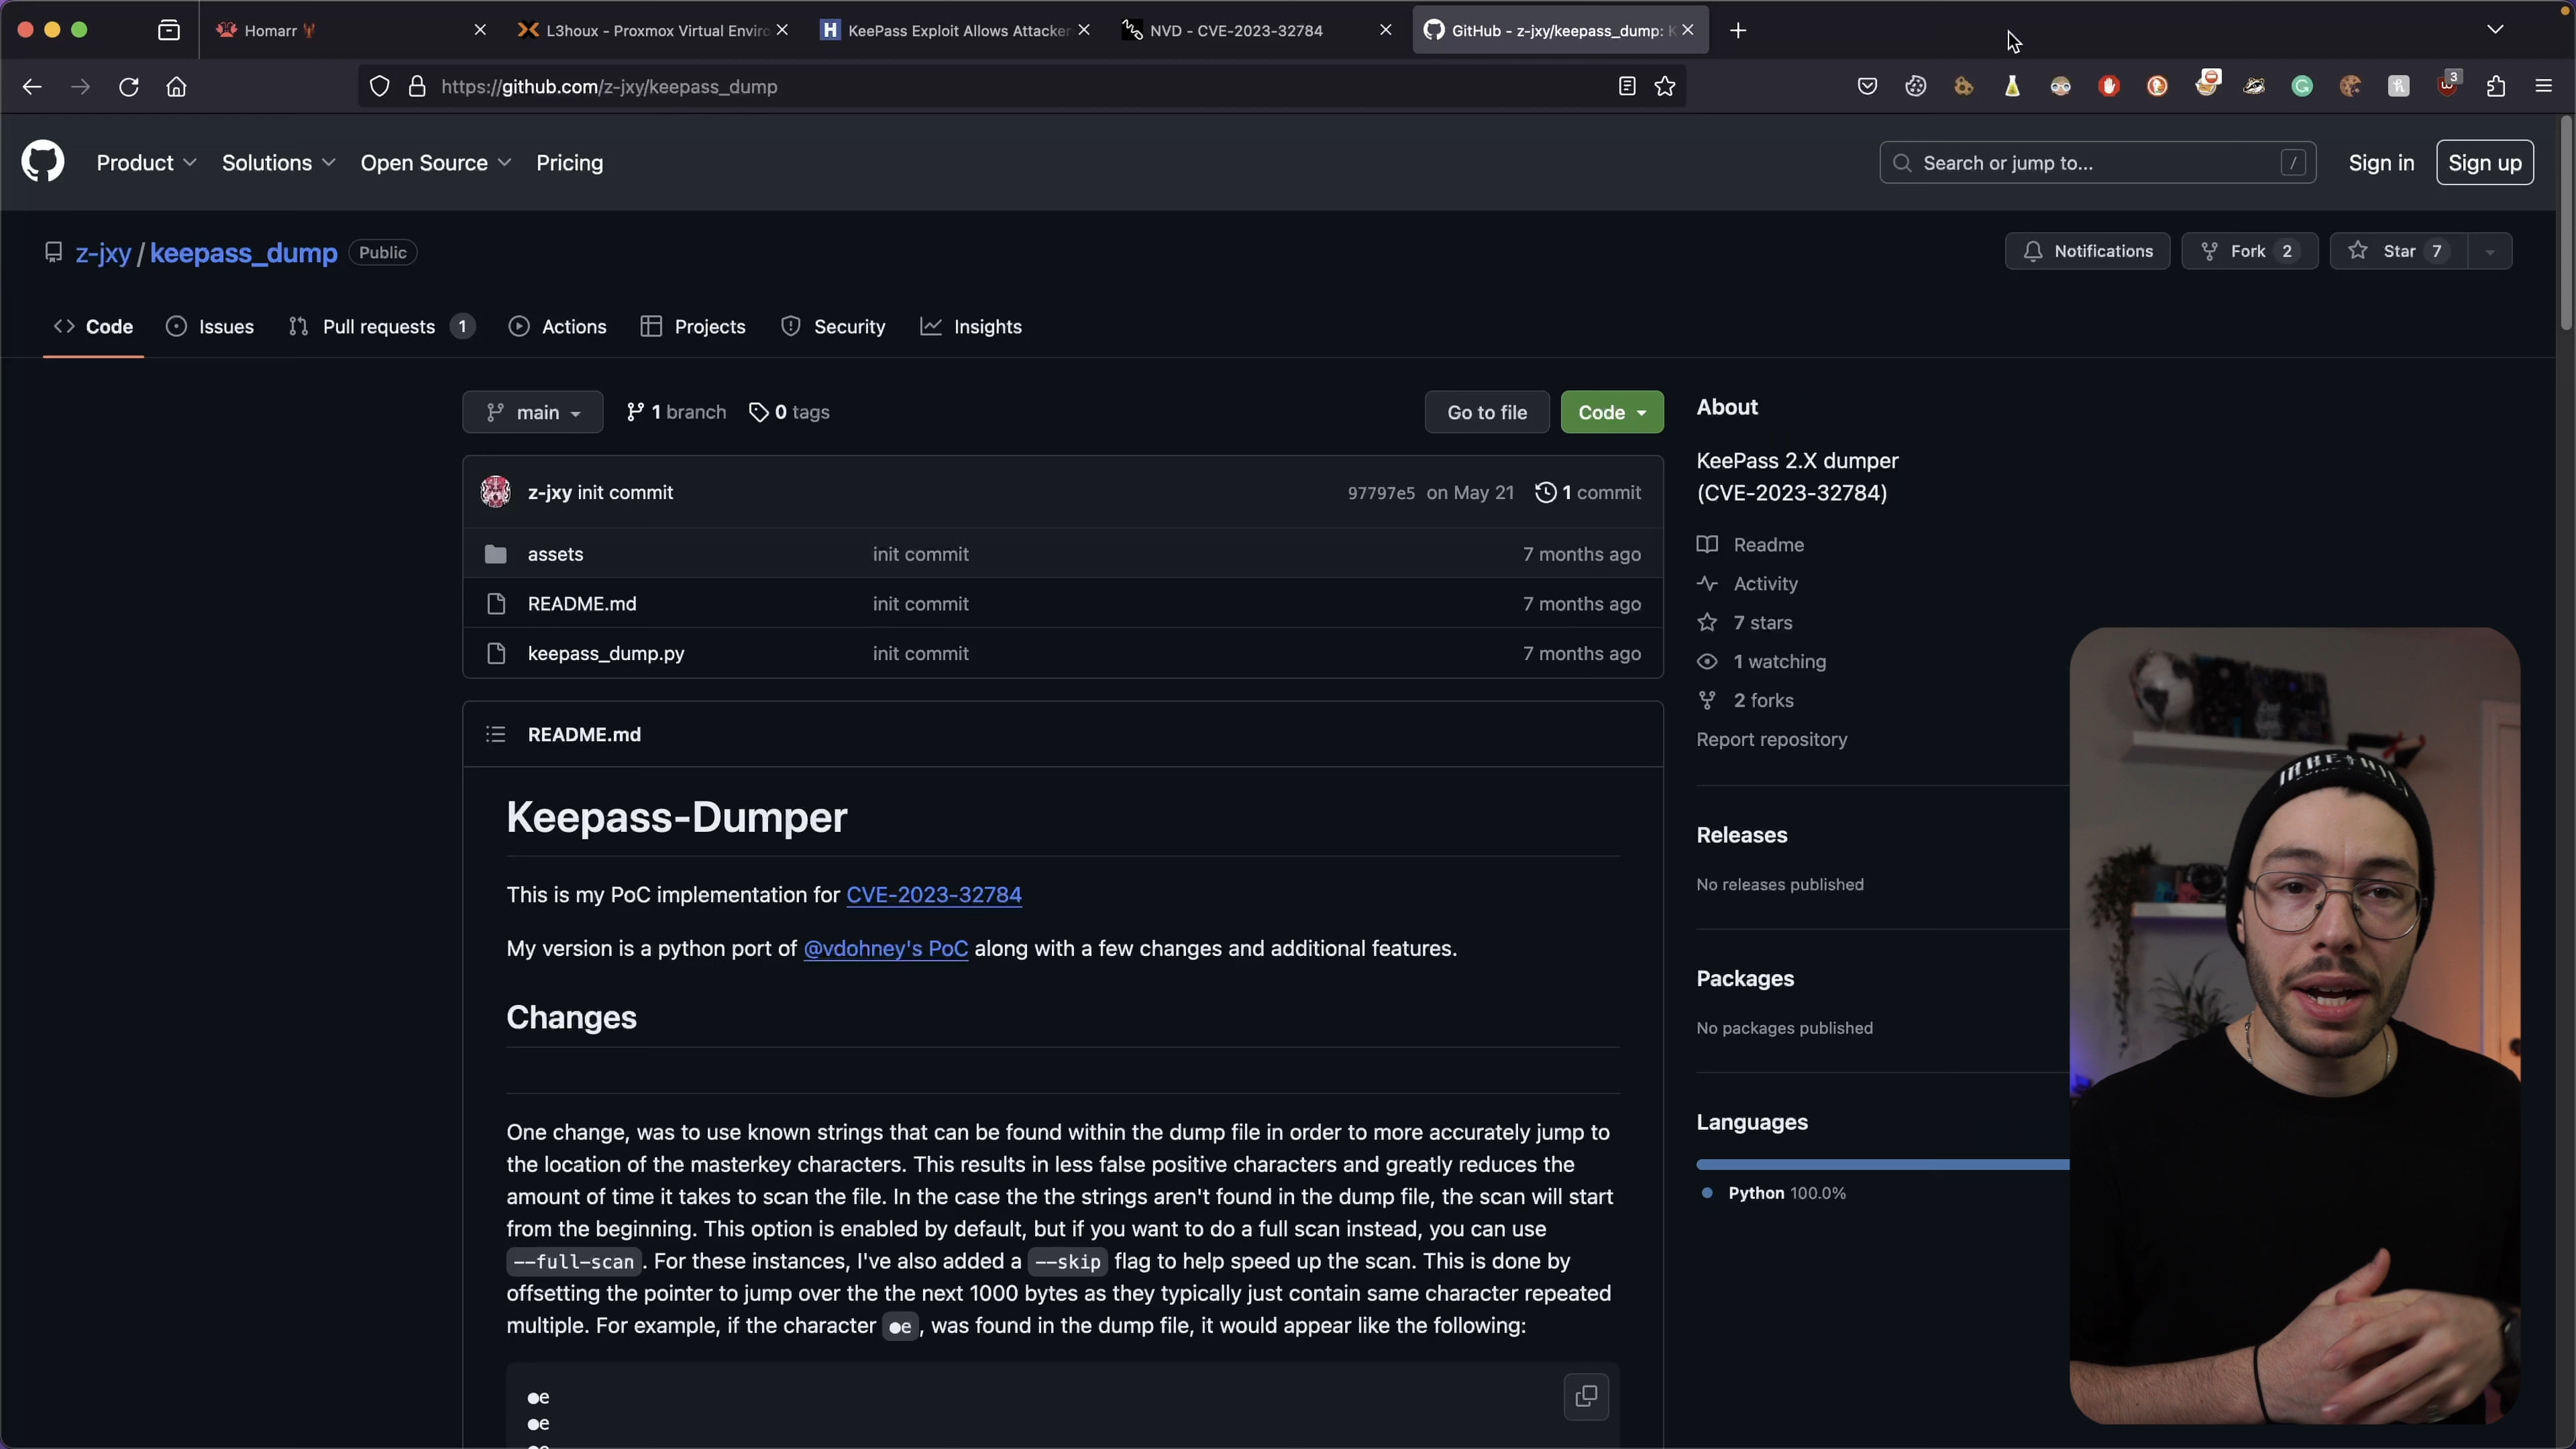 Homarr
L3houx - Proxmox Virtual Enviro
KeePass Exploit Allows Attacker
NVD - CVE-2023-32784
GitHub - z-jxy/keepass_dump: K
https://github.com/z-jxy/keepass_dump
3
Product
Solutions
Open Source
Pricing
Search or jump to...
/
Sign in
Sign up
z-jxy / keepass_dump
Public
Notifications
Fork 2
Star 7
Code
Issues
Pull requests 1
Actions
Projects
Security
Insights
main
1 branch
0 tags
Go to file
Code
z-jxy init commit
97797e5 on May 21
1 commit
assets init commit 7 months ago
README.md init commit 7 months ago
keepass_dump.py init commit 7 months ago
README.md
Keepass-Dumper
This is my PoC implementation for CVE-2023-32784
My version is a python port of @vdohney's PoC along with a few changes and additional features.
Changes
One change, was to use known strings that can be found within the dump file in order to more accurately jump to
the location of the masterkey characters. This results in less false positive characters and greatly reduces the
amount of time it takes to scan the file. In the case the the strings aren't found in the dump file, the scan will start
from the beginning. This option is enabled by default, but if you want to do a full scan instead, you can use
--full-scan . For these instances, I've also added a --skip flag to help speed up the scan. This is done by
offsetting the pointer to jump over the the next 1000 bytes as they typically just contain same character repeated
multiple. For example, if the character ●e , was found in the dump file, it would appear like the following:
●e
●e
About
KeePass 2.X dumper
(CVE-2023-32784)
Readme
Activity
7 stars
1 watching
2 forks
Report repository
Releases
No releases published
Packages
No packages published
Languages
Python 100.0%